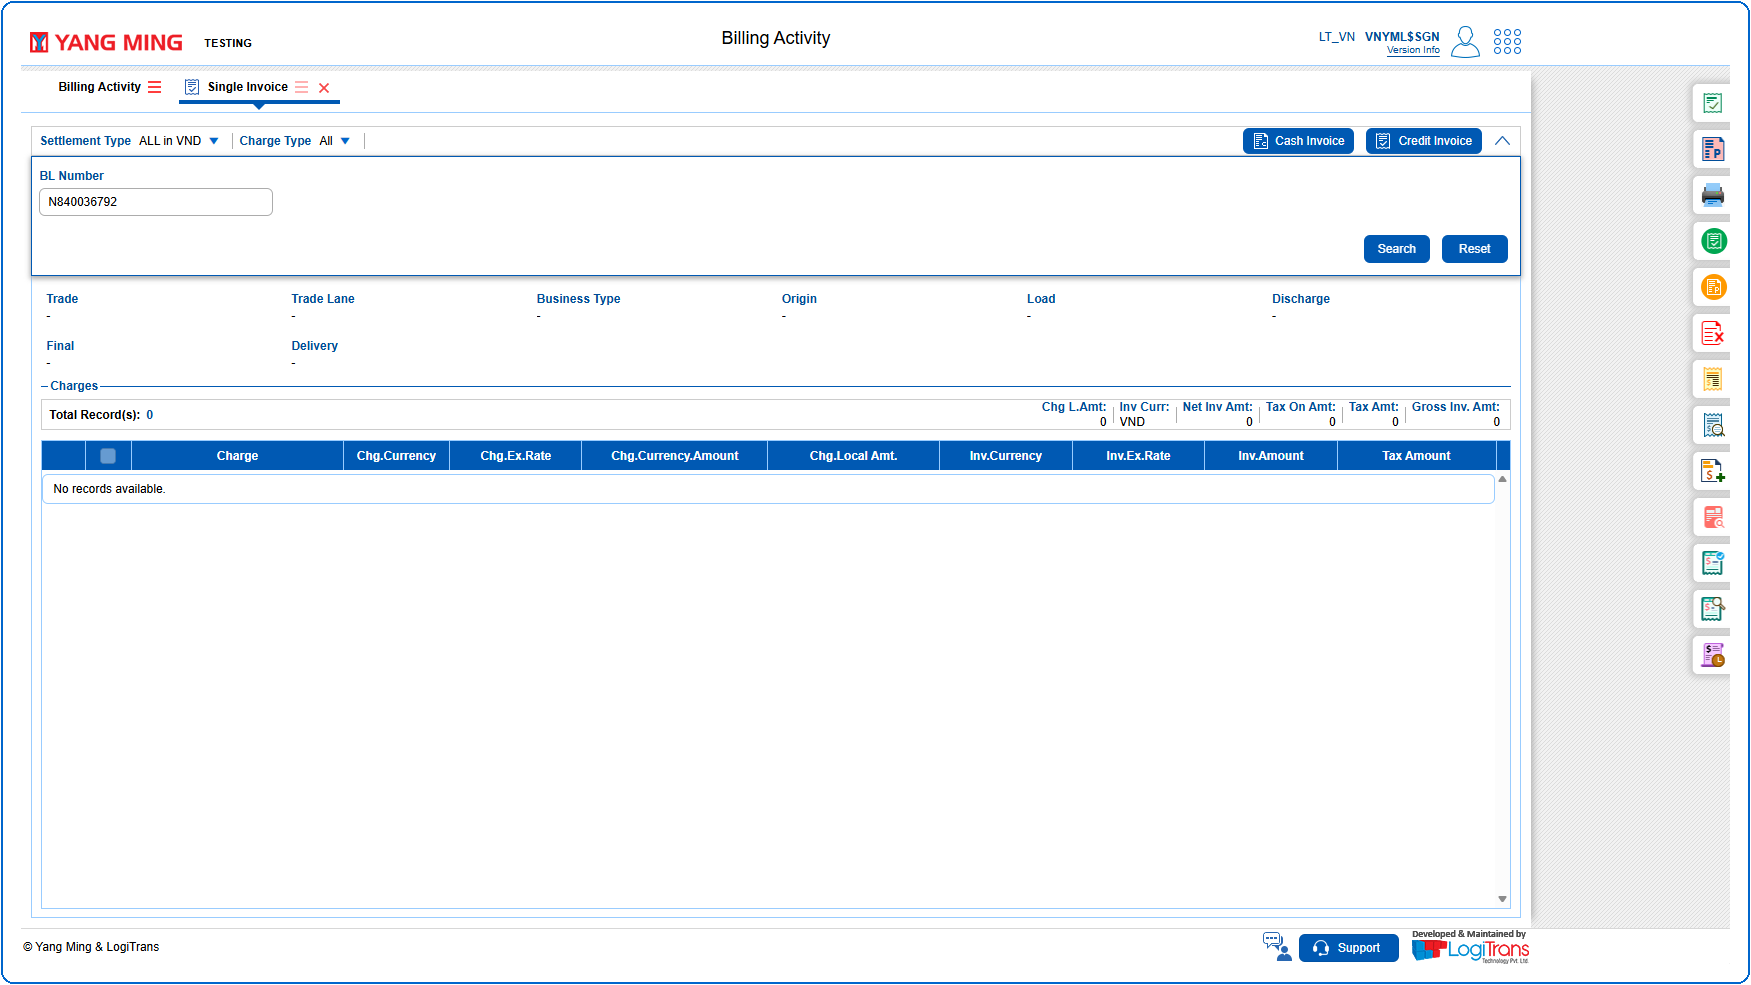 YANG MING TESTING
Billing Activity
LT_VN VNYML$SGN
Version Info
Billing Activity
Single Invoice
Settlement Type ALL in VND
Charge Type All
Cash Invoice
Credit Invoice
BL Number
N840036792
Search
Reset
Trade Trade Lane Business Type Origin Load Discharge
- - - - - -
Final Delivery
- -
Charges
Total Record(s): 0
Chg L.Amt: Inv Curr: Net Inv Amt: Tax On Amt: Tax Amt: Gross Inv. Amt:
0 VND 0 0 0 0
Charge Chg.Currency Chg.Ex.Rate Chg.Currency.Amount Chg.Local Amt. Inv.Currency Inv.Ex.Rate Inv.Amount Tax Amount
No records available.
© Yang Ming & LogiTrans
Support
Developed & Maintained by
LogiTrans
Technology Pvt. Ltd.